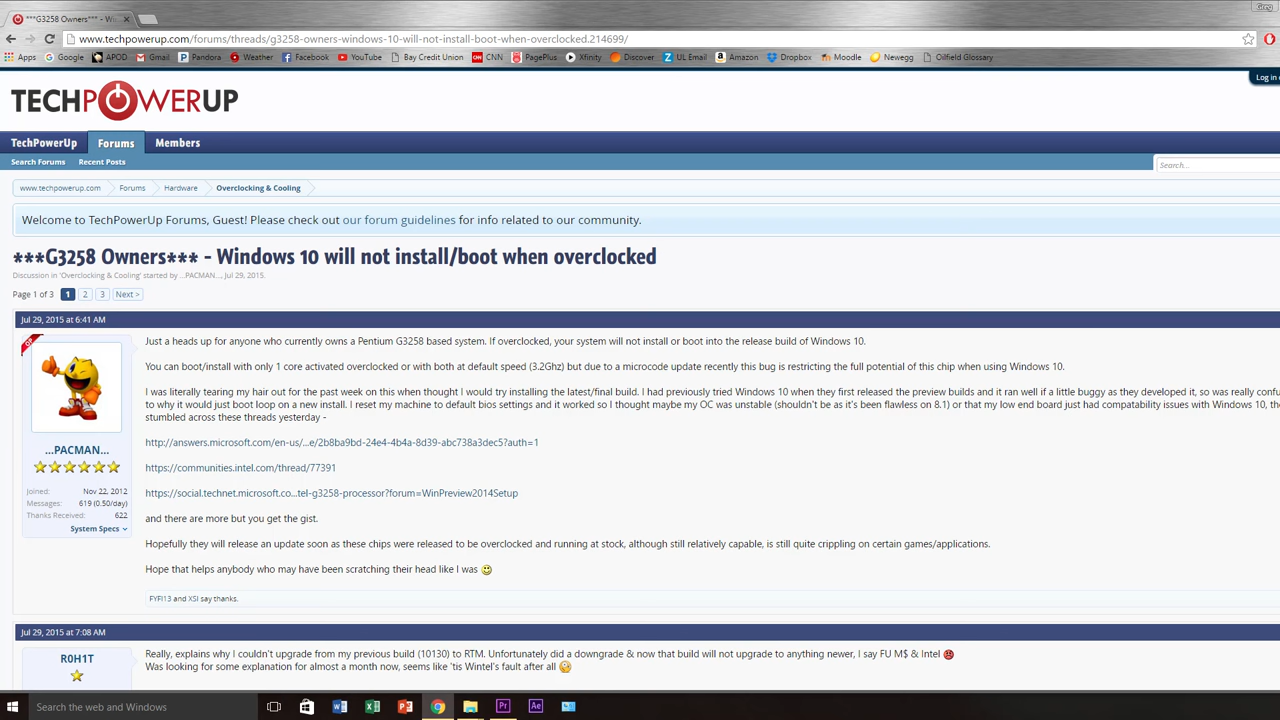 Greg
***G3258 Owners*** - Win
www.techpowerup.com/forums/threads/g3258-owners-windows-10-will-not-install-boot-when-overclocked.214699/
Apps Google APOD Gmail Pandora Weather Facebook YouTube Bay Credit Union CNN PagePlus Xfinity Discover UL Email Amazon Dropbox Moodle Newegg Oilfield Glossary
TECHPOWERUP
Log in
TechPowerUp Forums Members
Search Forums Recent Posts
Search...
www.techpowerup.com Forums Hardware Overclocking & Cooling
Welcome to TechPowerUp Forums, Guest! Please check out our forum guidelines for info related to our community.
***G3258 Owners*** - Windows 10 will not install/boot when overclocked
Discussion in 'Overclocking & Cooling' started by ...PACMAN..., Jul 29, 2015.
Page 1 of 3 1 2 3 Next >
Jul 29, 2015 at 6:41 AM
OP
...PACMAN...
Joined: Nov 22, 2012
Messages: 619 (0.50/day)
Thanks Received: 622
System Specs
Just a heads up for anyone who currently owns a Pentium G3258 based system. If overclocked, your system will not install or boot into the release build of Windows 10.
You can boot/install with only 1 core activated overclocked or with both at default speed (3.2Ghz) but due to a microcode update recently this bug is restricting the full potential of this chip when using Windows 10.
I was literally tearing my hair out for the past week on this when thought I would try installing the latest/final build. I had previously tried Windows 10 when they first released the preview builds and it ran well if a little buggy as they developed it, so was really confu
to why it would just boot loop on a new install. I reset my machine to default bios settings and it worked so I thought maybe my OC was unstable (shouldn't be as it's been flawless on 8.1) or that my low end board just had compatability issues with Windows 10, the
stumbled across these threads yesterday -
http://answers.microsoft.com/en-us/...e/2b8ba9bd-24e4-4b4a-8d39-abc738a3dec5?auth=1
https://communities.intel.com/thread/77391
https://social.technet.microsoft.co...tel-g3258-processor?forum=WinPreview2014Setup
and there are more but you get the gist.
Hopefully they will release an update soon as these chips were released to be overclocked and running at stock, although still relatively capable, is still quite crippling on certain games/applications.
Hope that helps anybody who may have been scratching their head like I was
FYFI13 and XSI say thanks.
Jul 29, 2015 at 7:08 AM
R0H1T
Really, explains why I couldn't upgrade from my previous build (10130) to RTM. Unfortunately did a downgrade & now that build will not upgrade to anything newer, I say FU M$ & Intel
Was looking for some explanation for almost a month now, seems like 'tis Wintel's fault after all
Search the web and Windows